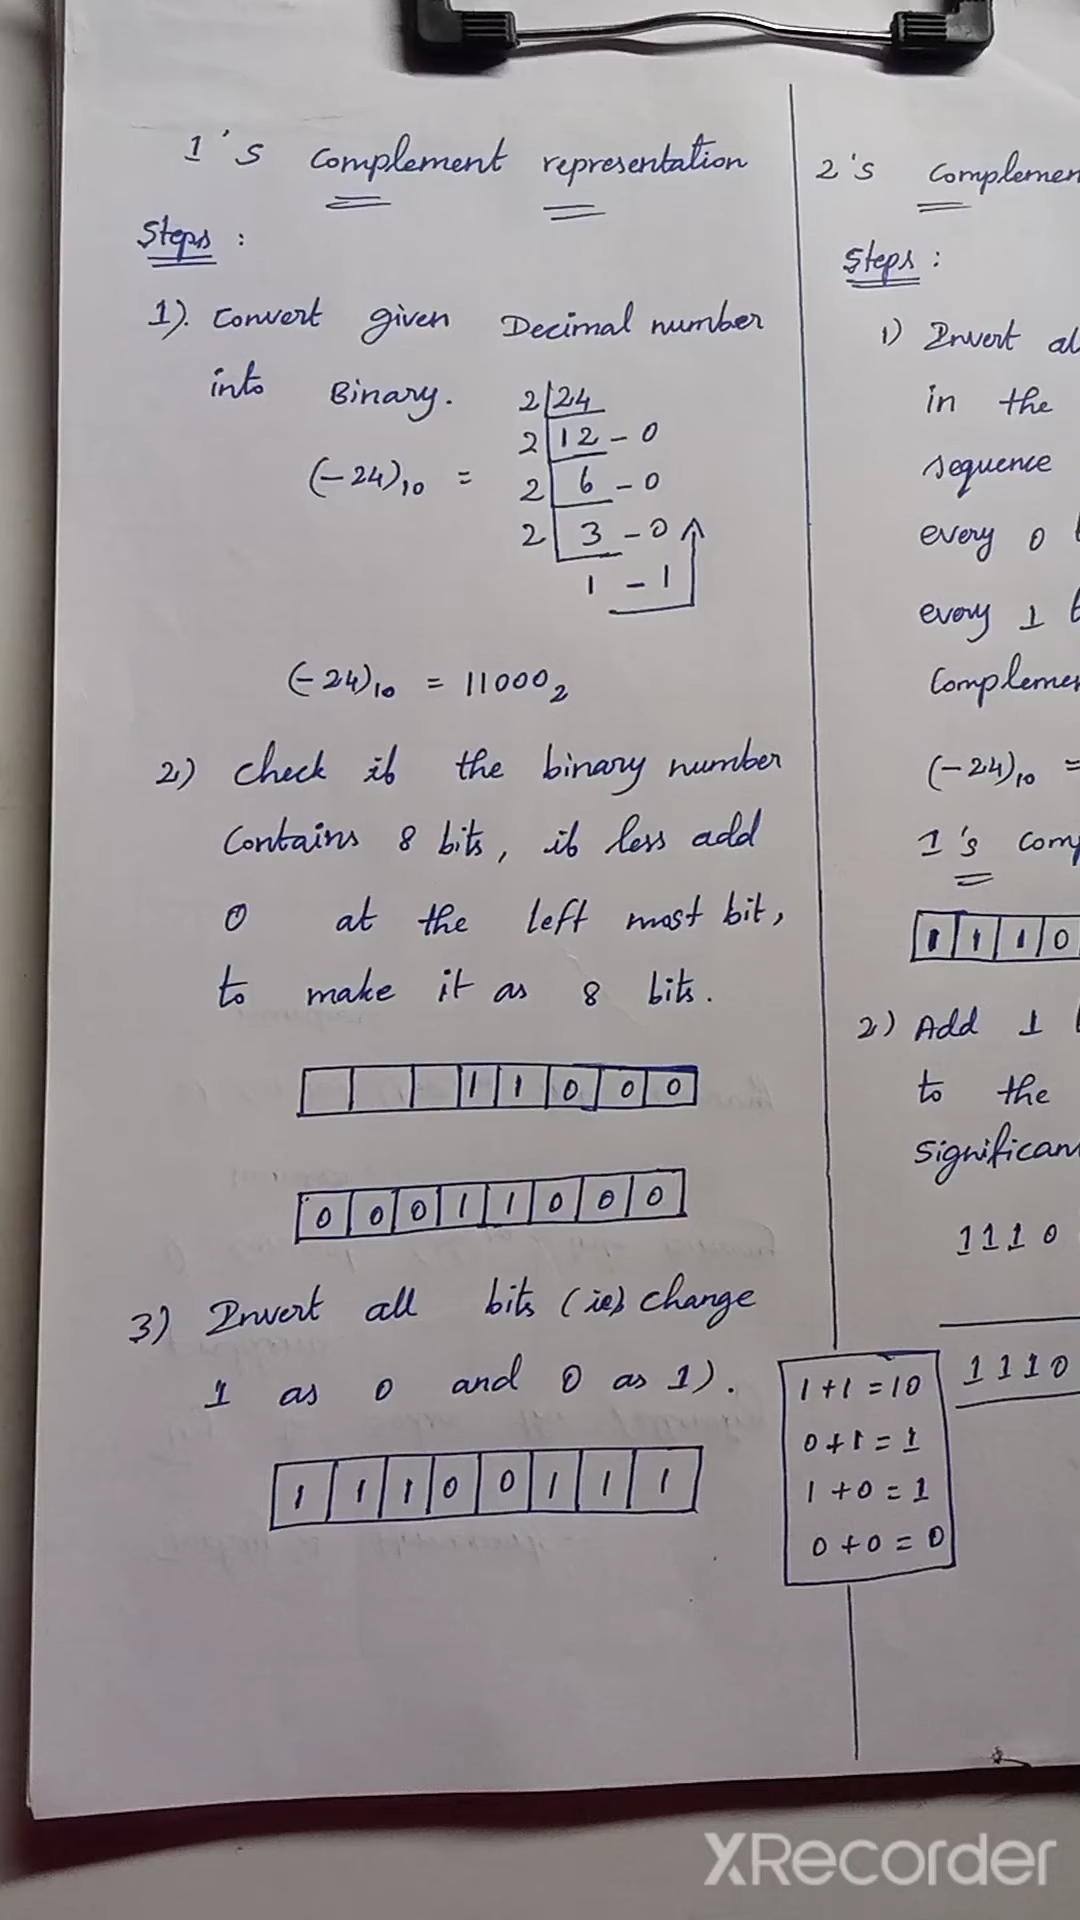 1's complement representation
Steps :
1). Convert given Decimal number
into Binary.
2 24
2 12 - 0
(-24)10 = 2 6 - 0
2 3 - 0
1 - 1
(-24)10 = 110002
2) Check if the binary number
Contains 8 bits, if less add
0 at the left most bit,
to make it as 8 bits.
1 1 0 0 0
0 0 0 1 1 0 0 0
3) Invert all bits (ie) change
1 as 0 and 0 as 1).
1 1 1 0 0 1 1 1
2's Complemen
Steps :
1) Invert al
in the
sequence
every 0
every 1
Complemen
(-24)10 =
1's Comp
1 1 1 0
2) Add 1
to the
Significan
1 1 1 0
1 1 1 0
1 + 1 = 10
0 + 1 = 1
1 + 0 = 1
0 + 0 = 0
XRecorder